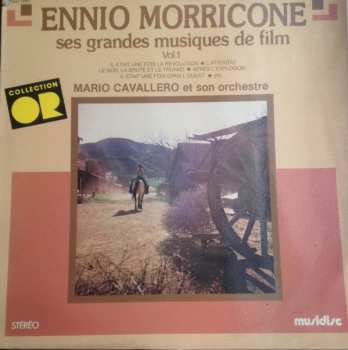 ENNIO MORRICONE
ses grandes musiques de film
Vol.1
IL ÉTAIT UNE FOIS LA RÉVOLUTION ★ L'ATTENTAT
LE BON, LA BRUTE ET LE TRUAND ★ APRÈS L'EXPLOSION
IL ÉTAIT UNE FOIS DANS L'OUEST ★ etc
COLLECTION
OR
MARIO CAVALLERO et son orchestre
STÉRÉO
musidisc